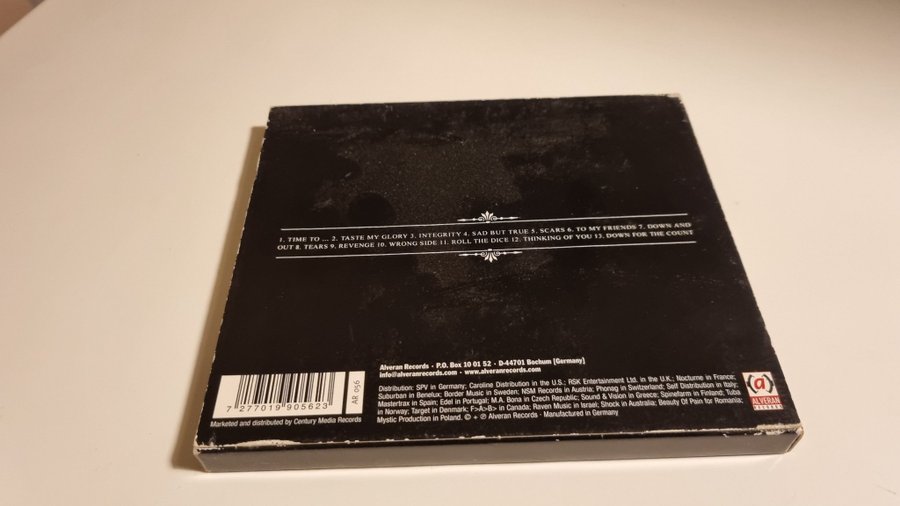 1. TIME TO ... 2. TASTE MY GLORY 3. INTEGRITY 4. SAD BUT TRUE 5. SCARS 6. TO MY FRIENDS 7. DOWN AND
OUT 8. TEARS 9. REVENGE 10. WRONG SIDE 11. ROLL THE DICE 12. THINKING OF YOU 13. DOWN FOR THE COUNT
Alveran Records · P.O. Box 10 01 52 · D-44701 Bochum [Germany]
info@alveranrecords.com · www.alveranrecords.com
Distribution: SPV in Germany; Caroline Distribution in the U.S.; RSK Entertainment Ltd. in the U.K.; Nocturne in France;
Suburban in Benelux; Border Music in Sweden; NSM Records in Austria; Phonag in Switzerland; Self Distribution in Italy;
Mastertrax in Spain; Edel in Portugal; M.A. Bona in Czech Republic; Sound & Vision in Greece; Spinefarm in Finland; Tuba
in Norway; Target in Denmark; F>A>B> in Canada; Raven Music in Israel; Shock in Australia; Beauty Of Pain for Romania;
Mystic Production in Poland. © + ℗ Alveran Records · Manufactured in Germany
7 277019 905623
AR 056
Marketed and distributed by Century Media Records
(a)
ALVERAN
RECORDS